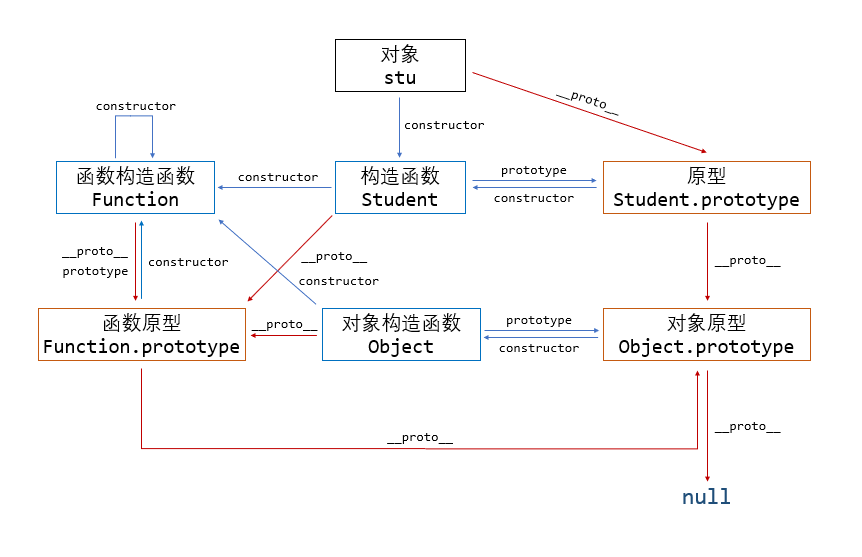 对象
stu
__proto__
constructor
constructor
函数构造函数
Function
constructor
构造函数
Student
prototype
constructor
原型
Student.prototype
__proto__
prototype
constructor
__proto__
constructor
__proto__
函数原型
Function.prototype
__proto__
对象构造函数
Object
prototype
constructor
对象原型
Object.prototype
__proto__
__proto__
null